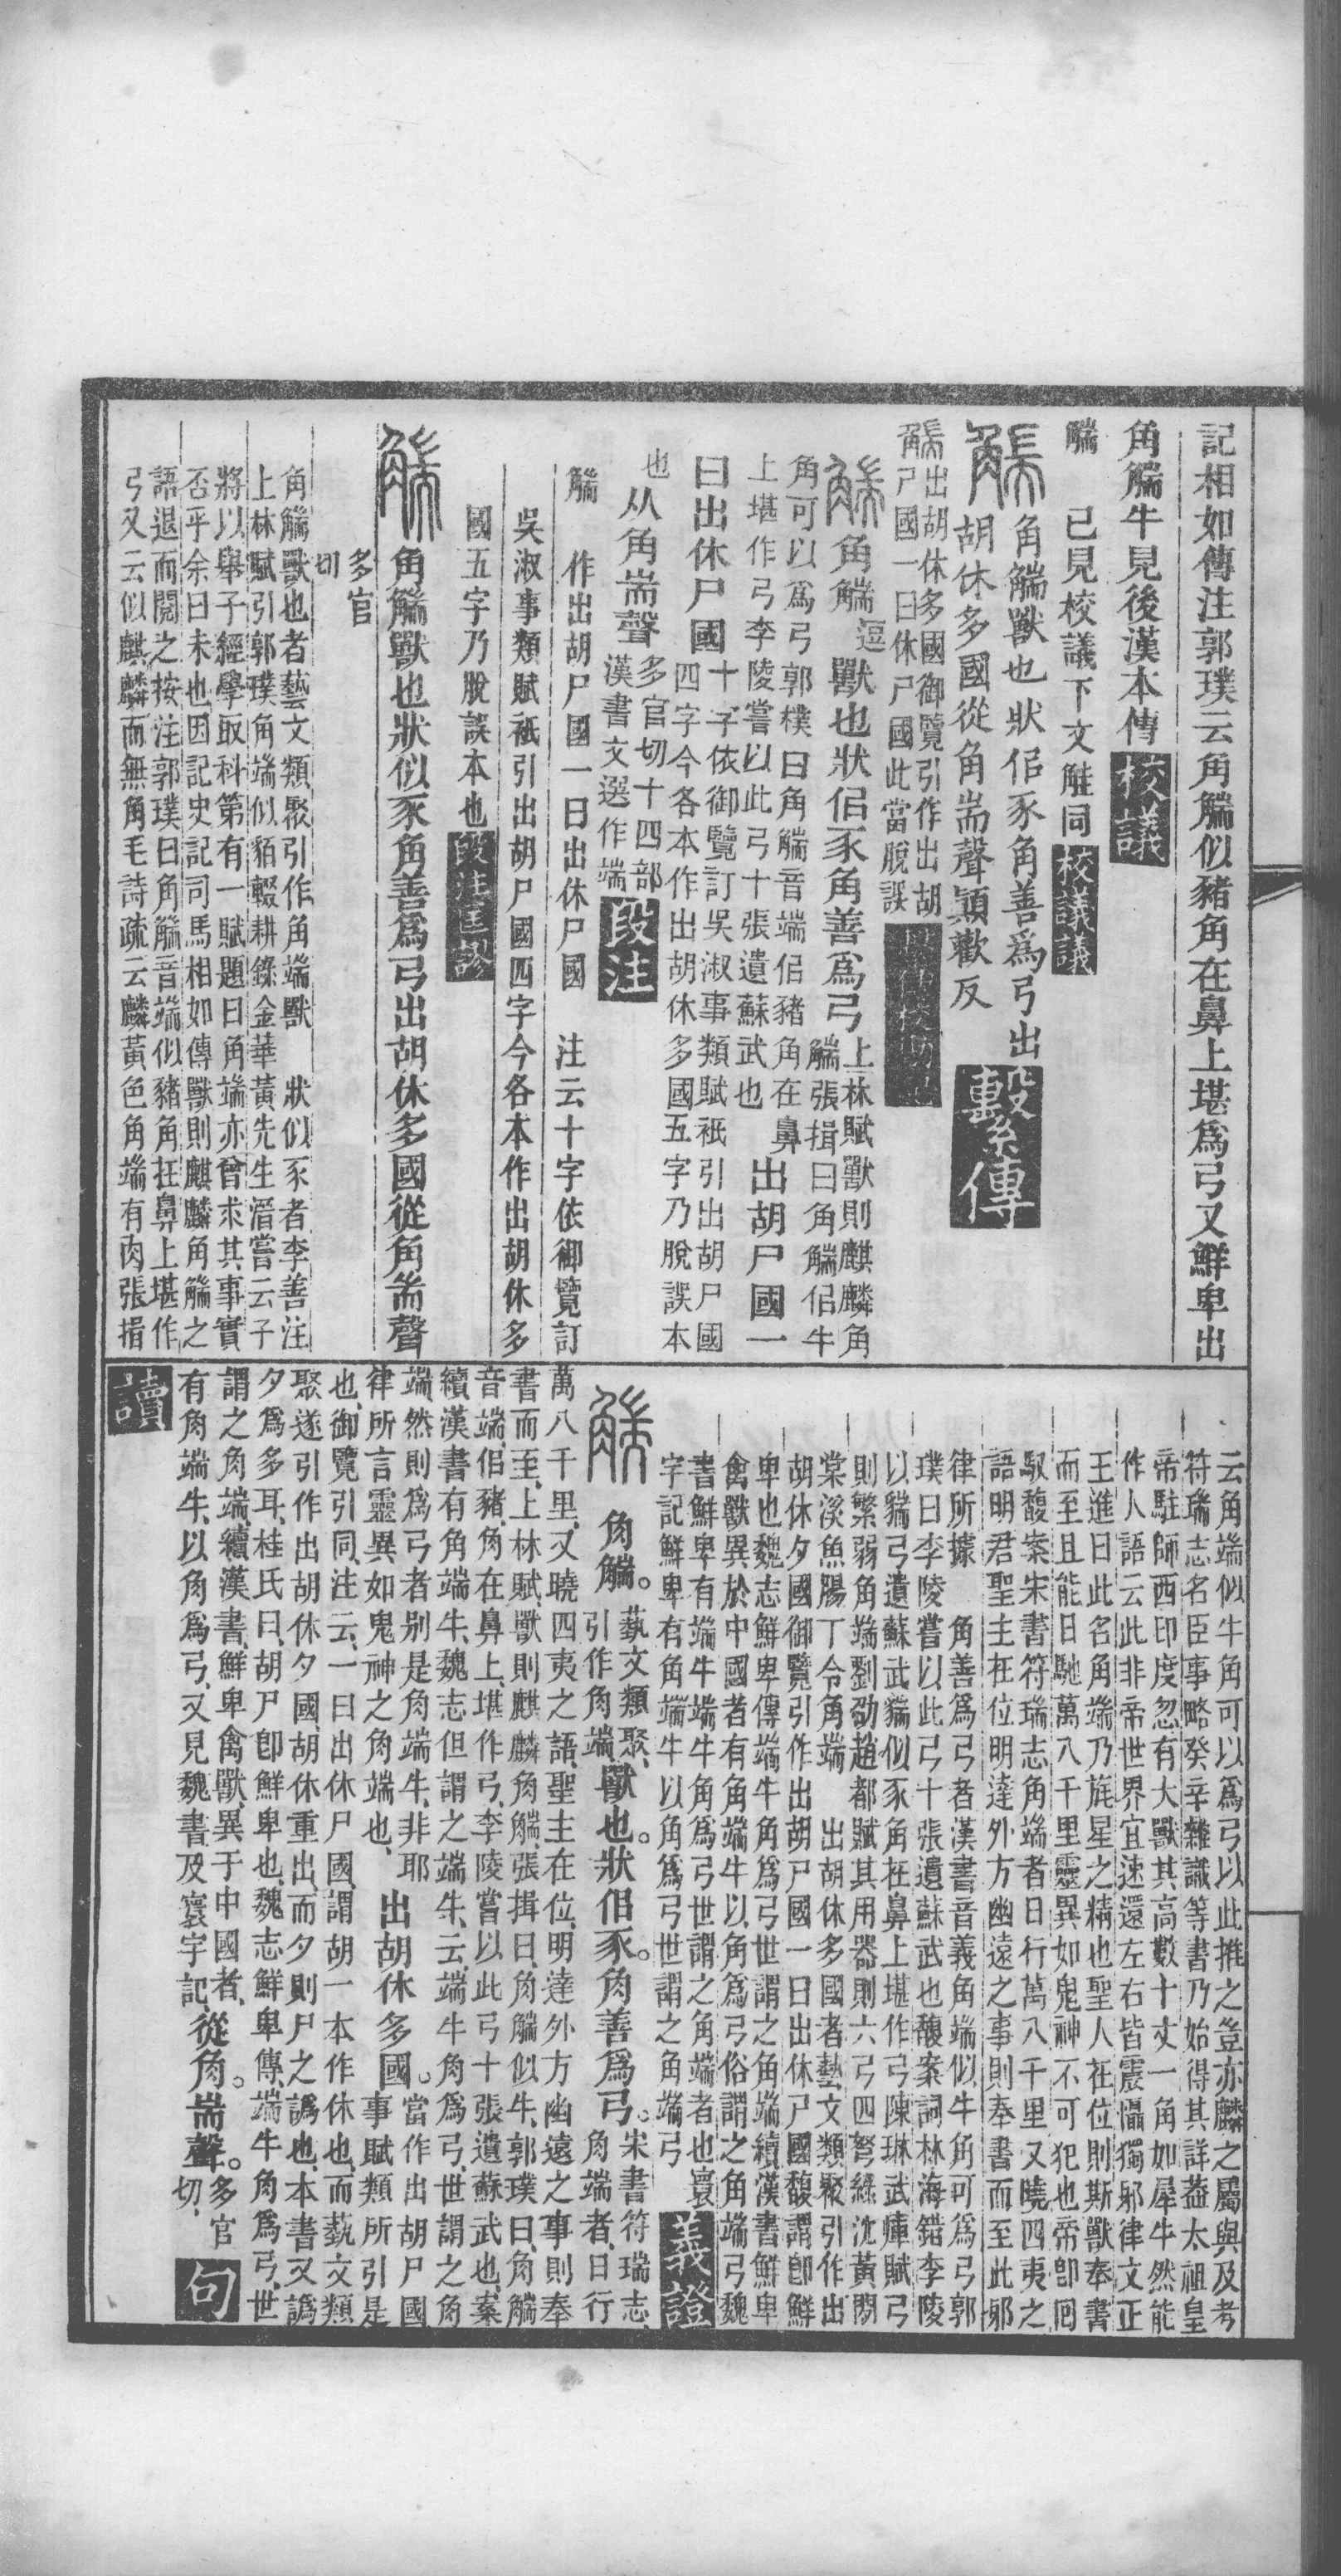 記相如傳注郭璞云角䚎似豬角在鼻上堪爲弓又鮮卑出
角䚎牛見後漢本傳 校議
䚎 已見校議下文觟同 校議議
角䚎獸也狀佀豕角善爲弓出
胡休多國從角耑聲顚歡反 繫傳
䚎出胡休多國御覽引作出胡
尸國一曰休尸國此當脫誤
角䚎逗獸也狀佀豕角善爲弓
上林賦獸則麒麟角
䚎張揖曰角䚎佀牛
角可以爲弓郭樸曰角䚎音端佀豬角在鼻
上堪作弓李陵嘗以此弓十張遺蘇武也
出胡尸國一
曰出休尸國
十字依御覽訂吳淑事類賦祇引出胡尸國
四字今各本作出胡休多國五字乃脫誤本
也
从角耑聲
多官切十四部
漢書文選作端
段注
䚎 作出胡尸國一曰出休尸國 注云十字依御覽訂
吳淑事類賦祇引出胡尸國四字今各本作出胡休多
國五字乃脫誤本也 段注匡謬
角䚎獸也狀似豕角善爲弓出胡休多國從角耑聲
多官
切
角䚎獸也者藝文類聚引作角端獸 狀似豕者李善注
上林賦引郭璞角端似貊輟耕錄金華黃先生溍嘗云子
將以舉子經學取科第有一賦題曰角端亦曾求其事實
否乎余曰未也因記史記司馬相如傳獸則麒麟角䚎之
語退而閱之按注郭璞曰角䚎音端似豬角在鼻上堪作
弓又云似麒麟而無角毛詩疏云麟黃色角端有肉張揖
云角端似牛角可以爲弓以此推之豈亦麟之屬與及考
符瑞志名臣事略癸辛雜識等書乃始得其詳葢太祖皇
帝駐師西印度忽有大獸其高數十丈一角如犀牛然能
作人語云此非帝世界宜速還左右皆震懾獨邪律文正
王進曰此名角端乃旄星之精也聖人在位則斯獸奉書
而至且能日馳萬八千里靈異如鬼神不可犯也帝卽回
馭馥案宋書符瑞志角端者日行萬八千里又曉四夷之
語明君聖主在位明達外方幽遠之事則奉書而至此邪
律所據 角善爲弓者漢書音義角端似牛角可爲弓郭
璞曰李陵嘗以此弓十張遺蘇武也馥案詞林海錯李陵
以貒弓遺蘇武貒似豕角在鼻上堪作弓陳琳武庫賦弓
則繁弱角端劉劭趙都賦其用器則六弓四弩綠沈黃閒
棠谿魚腸丁令角端 出胡休多國者藝文類聚引作出
胡休夕國御覽引作出胡尸國一曰出休尸國馥謂卽鮮
卑也魏志鮮卑傳端牛角爲弓世謂之角端續漢書鮮卑
禽獸異於中國者有角端牛以角爲弓俗謂之角端弓魏
書鮮卑有端牛端牛角爲弓世謂之角端者也寰
宇記鮮卑有角端牛以角爲弓世謂之角端弓
義證
角䚎。
藝文類聚、
引作角端、
獸也。狀佀豕。角善爲弓。
宋書符瑞志、
角端者、日行
萬八千里、又曉四夷之語、聖主在位、明達外方幽遠之事、則奉
書而至、上林賦、獸則麒麟角䚎、張揖曰、角䚎似牛、郭璞曰、角䚎
音端、佀豬、角在鼻上、堪作弓、李陵嘗以此弓十張遺蘇武也、案
續漢書有角端牛、魏志但謂之端牛、云、端牛角爲弓、世謂之角
端、然則爲弓者別是角端牛、非耶
律所言靈異如鬼神之角端也、
出胡休多國。
當作出胡尸國
事賦類所引是
也、御覽引同、注云、一曰出休尸國、謂胡一本作休也、而藝文類
聚遂引作出胡休夕國、胡休重出、而夕則尸之譌也、本書又譌
夕爲多耳、桂氏曰、胡尸卽鮮卑也、魏志鮮卑傳、端牛角爲弓、世
謂之角端、續漢書、鮮卑禽獸、異于中國者、
有角端牛、以角爲弓、又見魏書及寰宇記、
從角。耑聲。
多官
切、
句
讀